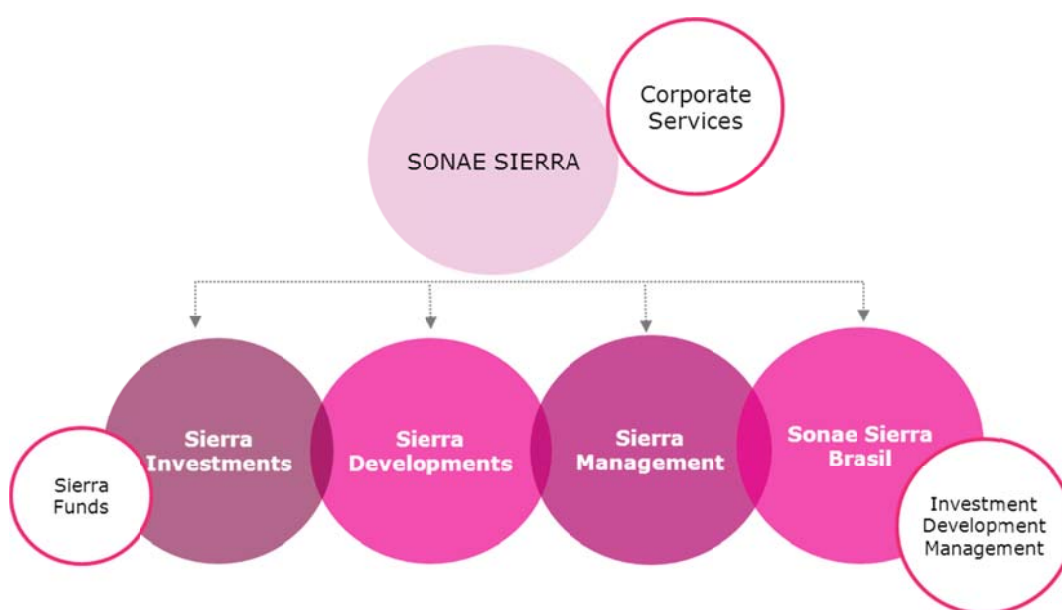 Corporate
Services
SONAE SIERRA
Sierra
Investments
Sierra
Developments
Sierra
Management
Sonae Sierra
Brasil
Sierra
Funds
Investment
Development
Management